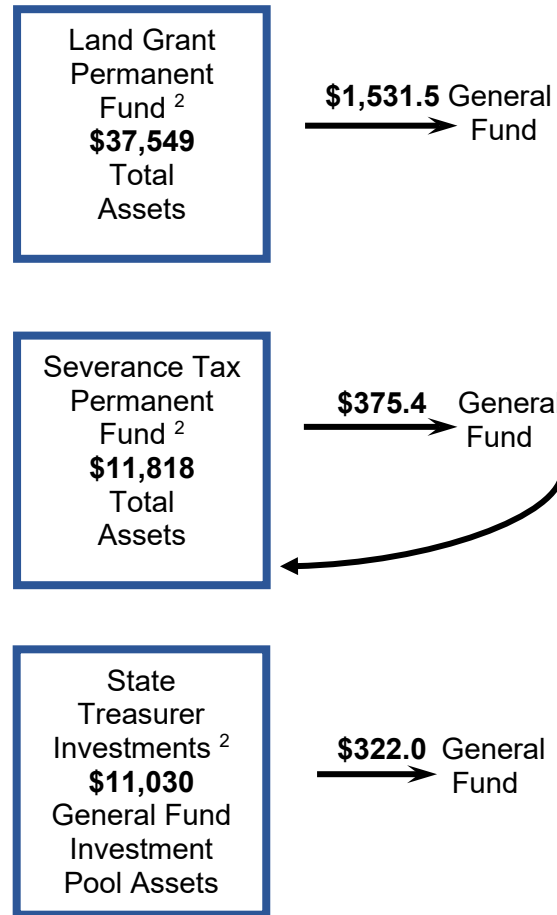 Land Grant
Permanent
Fund 2
$37,549
Total
Assets
$1,531.5 General
Fund
Severance Tax
Permanent
Fund 2
$11,818
Total
Assets
$375.4 General
Fund
State
Treasurer
Investments 2
$11,030
General Fund
Investment
Pool Assets
$322.0 General
Fund